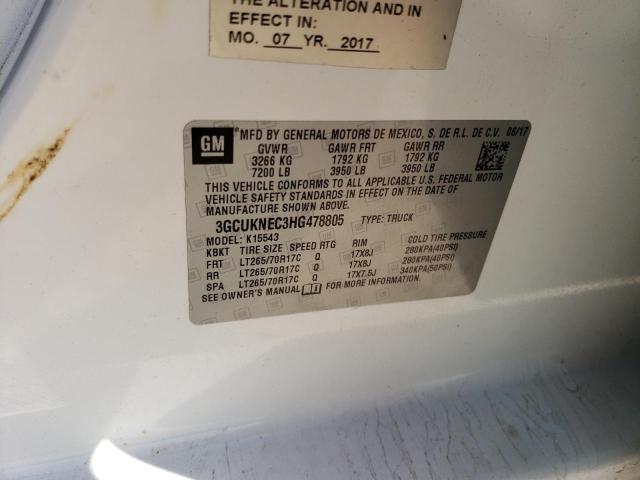 THE ALTERATION AND IN
EFFECT IN:
MO. 07 YR. 2017
GM ® MFD BY GENERAL MOTORS DE MEXICO, S. DE R.L. DE C.V. 06/17
GVWR GAWR FRT GAWR RR
3266 KG 1792 KG 1792 KG
7200 LB 3950 LB 3950 LB
THIS VEHICLE CONFORMS TO ALL APPLICABLE U.S. FEDERAL MOTOR
VEHICLE SAFETY STANDARDS IN EFFECT ON THE DATE OF
MANUFACTURE SHOWN ABOVE.
3GCUKNEC3HG478805 TYPE: TRUCK
MODEL: K15543
KBKT TIRE SIZE SPEED RTG RIM COLD TIRE PRESSURE
FRT LT265/70R17C Q 17X8J 280KPA(40PSI)
RR LT265/70R17C Q 17X8J 280KPA(40PSI)
SPA LT265/70R17C Q 17X7.5J 340KPA(50PSI)
SEE OWNER'S MANUAL FOR MORE INFORMATION.